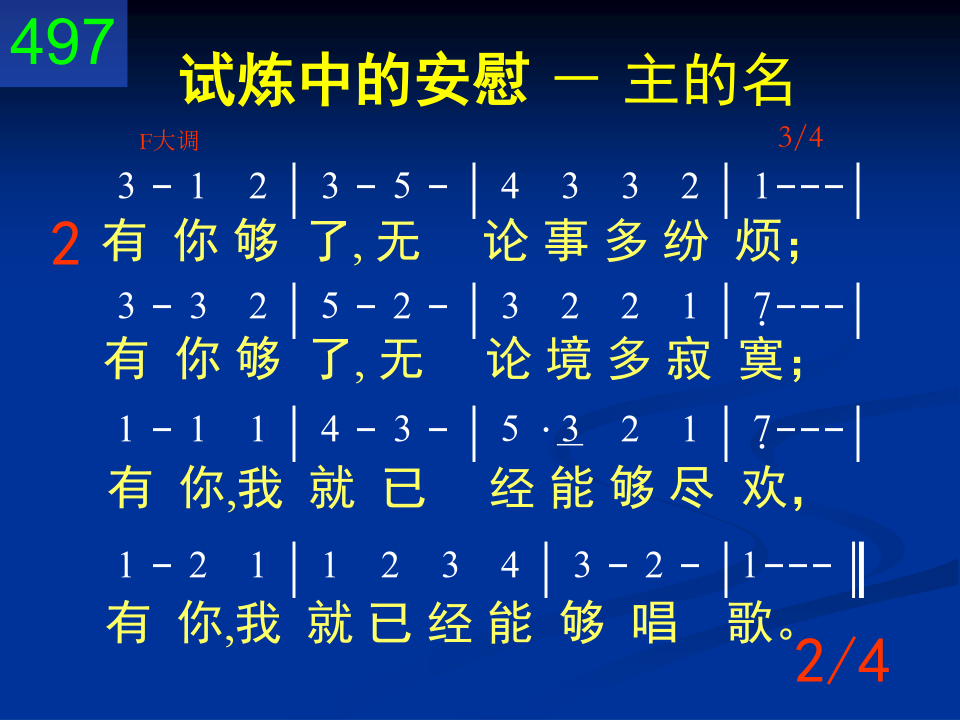 497
试炼中的安慰 － 主的名
F大调 3/4
3 - 1 2 | 3 - 5 - | 4 3 3 2 | 1 - - - |
2 有 你 够 了, 无 论 事 多 纷 烦；
3 - 3 2 | 5 - 2 - | 3 2 2 1 | 7̣ - - - |
有 你 够 了, 无 论 境 多 寂 寞；
1 - 1 1 | 4 - 3 - | 5 · 3̲ 2 1 | 7̣ - - - |
有 你,我 就 已 经 能 够 尽 欢，
1 - 2 1 | 1 2 3 4 | 3 - 2 - | 1 - - - ‖
有 你,我 就 已 经 能 够 唱 歌。
2/4